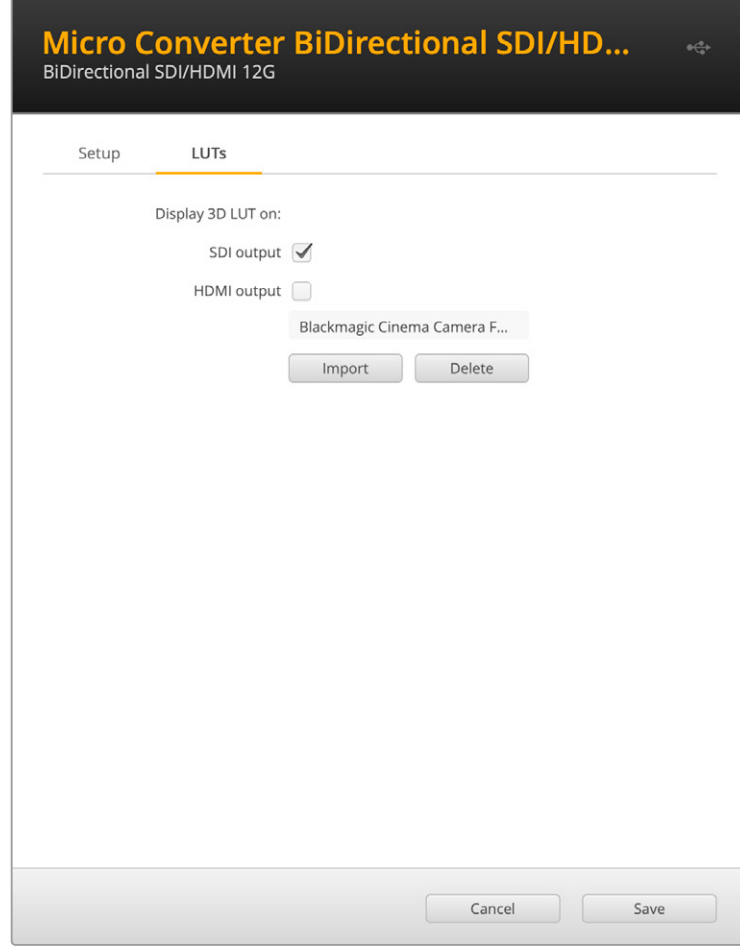 Micro Converter BiDirectional SDI/HD...
BiDirectional SDI/HDMI 12G
Setup LUTs
Display 3D LUT on:
SDI output
HDMI output
Blackmagic Cinema Camera F...
Import Delete
Cancel Save